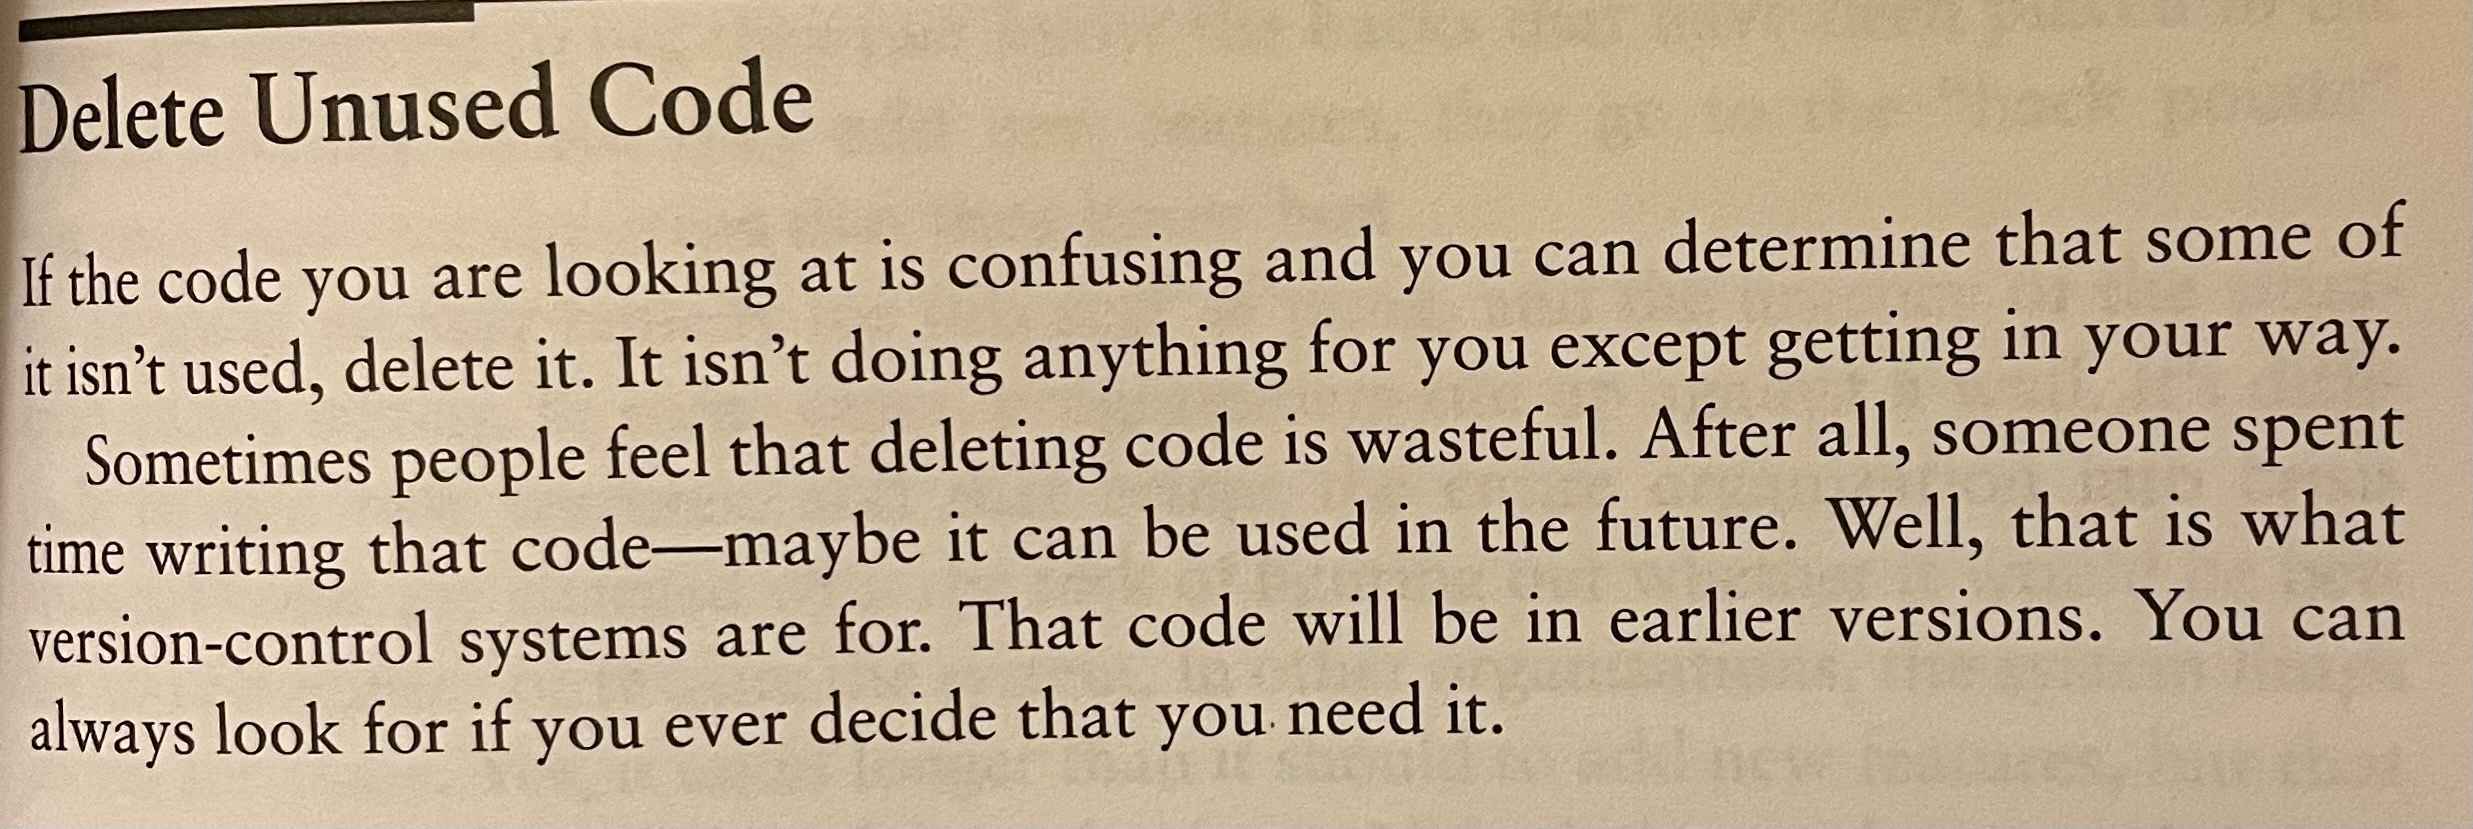 Delete Unused Code
If the code you are looking at is confusing and you can determine that some of
it isn't used, delete it. It isn't doing anything for you except getting in your way.
Sometimes people feel that deleting code is wasteful. After all, someone spent
time writing that code—maybe it can be used in the future. Well, that is what
version-control systems are for. That code will be in earlier versions. You can
always look for if you ever decide that you need it.